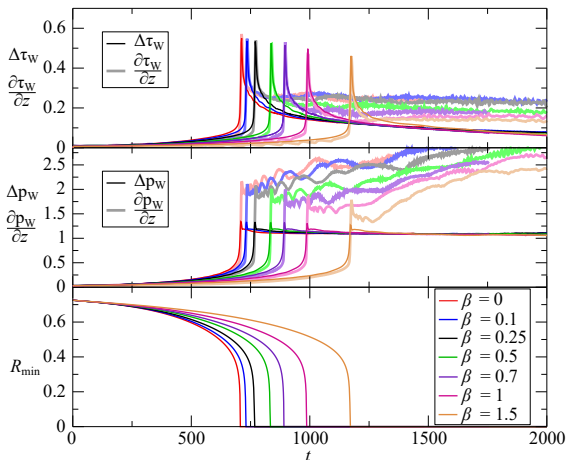 0.6
0.4
0.2
0
Δτ_W
∂τ_W
∂z
Δτ_W
∂τ_W
∂z
2.5
2
1.5
1
0.5
0
Δp_W
∂p_W
∂z
Δp_W
∂p_W
∂z
0.8
0.6
0.4
0.2
0
R_min
β = 0
β = 0.1
β = 0.25
β = 0.5
β = 0.7
β = 1
β = 1.5
0 500 1000 1500 2000
t